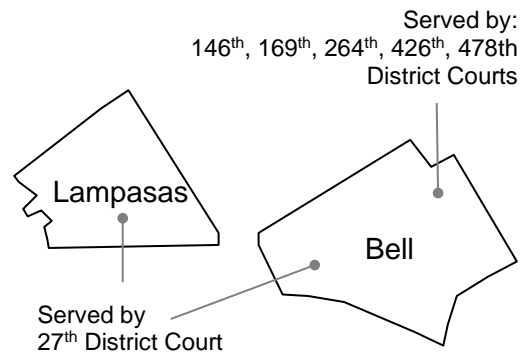 Served by:
146th, 169th, 264th, 426th, 478th
District Courts
Lampasas
Bell
Served by
27th District Court